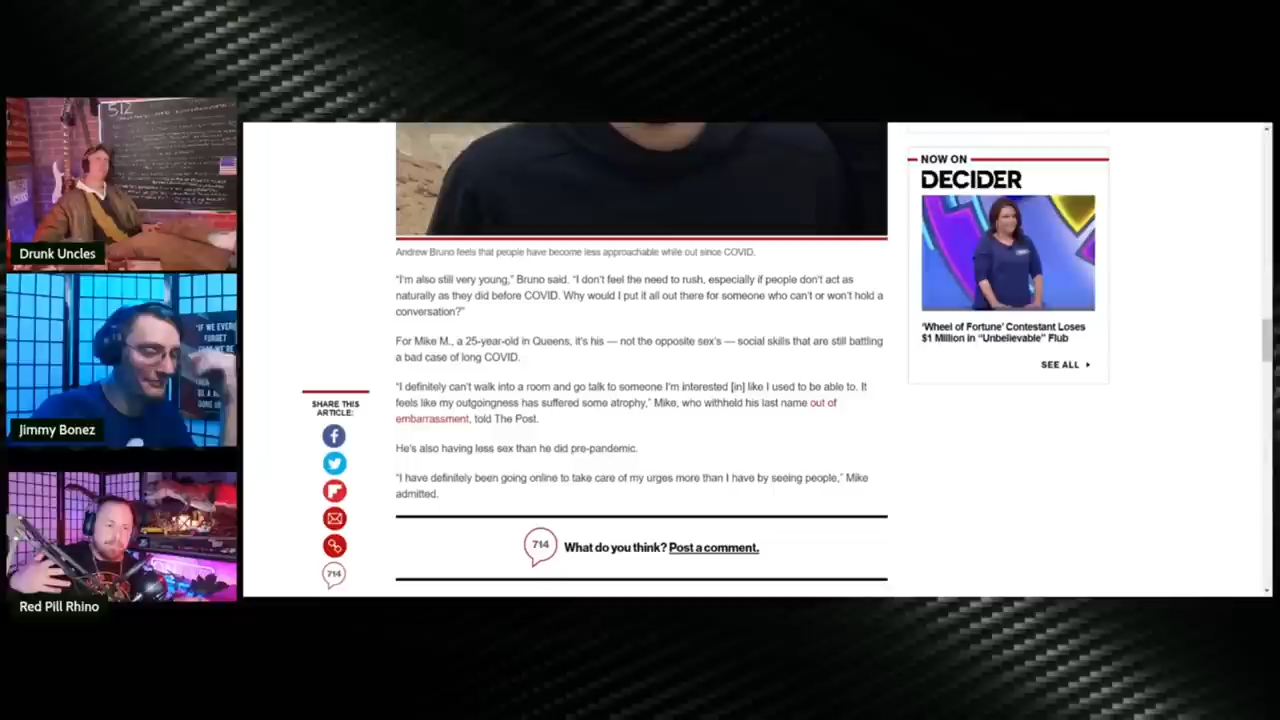 512
Drunk Uncles
"IF WE EVER
FORGET
Jimmy Bonez
Red Pill Rhino
Andrew Bruno feels that people have become less approachable while out since COVID.
"I'm also still very young," Bruno said. "I don't feel the need to rush, especially if people don't act as
naturally as they did before COVID. Why would I put it all out there for someone who can't or won't hold a
conversation?"
For Mike M., a 25-year-old in Queens, it's his — not the opposite sex's — social skills that are still battling
a bad case of long COVID.
"I definitely can't walk into a room and go talk to someone I'm interested [in] like I used to be able to. It
feels like my outgoingness has suffered some atrophy," Mike, who withheld his last name out of
embarrassment, told The Post.
He's also having less sex than he did pre-pandemic.
"I have definitely been going online to take care of my urges more than I have by seeing people," Mike
admitted.
SHARE THIS
ARTICLE:
714
714
What do you think? Post a comment.
NOW ON
DECIDER
'Wheel of Fortune' Contestant Loses
$1 Million in "Unbelievable" Flub
SEE ALL